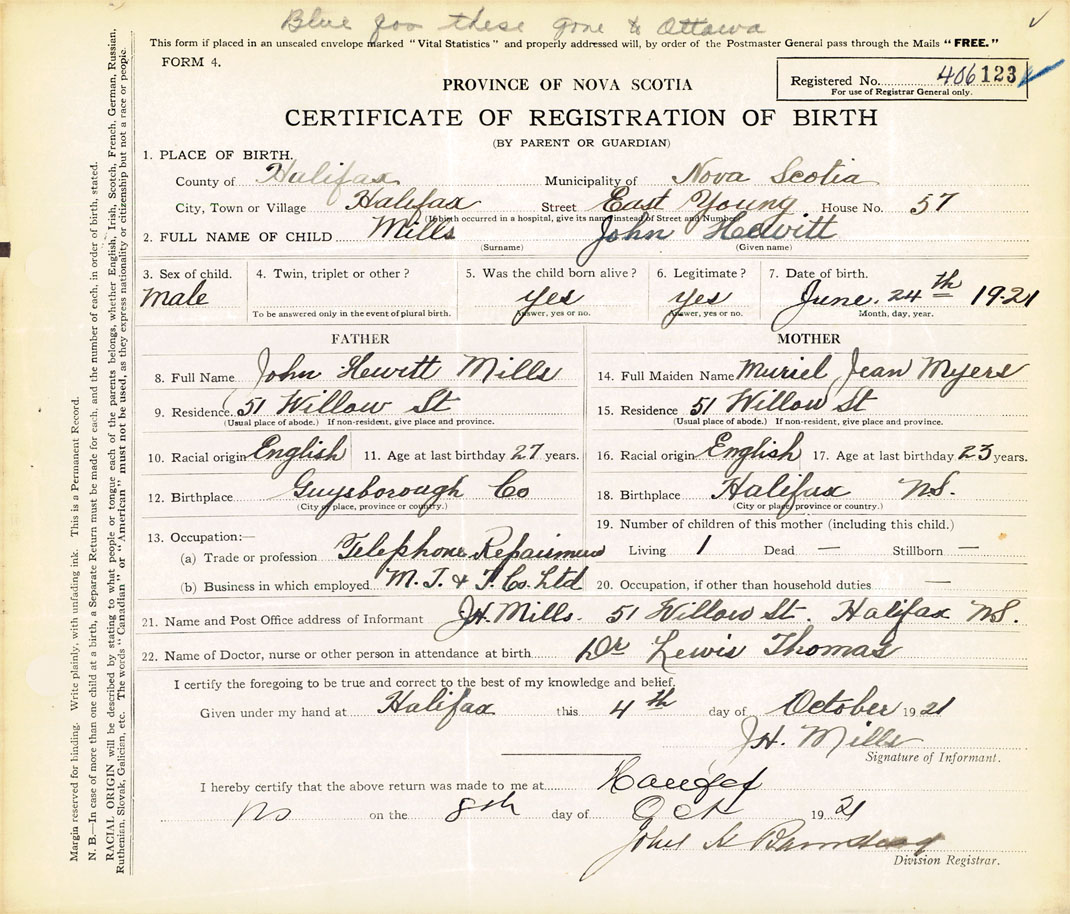 Blue for these gone to Ottawa
This form if placed in an unsealed envelope marked "Vital Statistics" and properly addressed will, by order of the Postmaster General pass through the Mails "FREE."
FORM 4.
Registered No. 406 123
For use of Registrar General only.
PROVINCE OF NOVA SCOTIA
CERTIFICATE OF REGISTRATION OF BIRTH
(BY PARENT OR GUARDIAN)
1. PLACE OF BIRTH.
County of Halifax Municipality of Nova Scotia
City, Town or Village Halifax Street East Young House No. 57
(If birth occurred in a hospital, give its name instead of Street and Number)
2. FULL NAME OF CHILD Mills John Hewitt
(Surname) (Given name)
3. Sex of child. 4. Twin, triplet or other? 5. Was the child born alive? 6. Legitimate? 7. Date of birth.
Male yes yes June. 24th 1921
To be answered only in the event of plural birth. Answer, yes or no. Answer, yes or no. Month, day, year.
FATHER
8. Full Name John Hewitt Mills
9. Residence. 51 Willow St
(Usual place of abode.) If non-resident, give place and province.
10. Racial origin English 11. Age at last birthday 27 years.
12. Birthplace Guysborough Co
(City or place, province or country.)
13. Occupation:—
(a) Trade or profession Telephone Repairman
(b) Business in which employed M. T. & T. Co. Ltd
MOTHER
14. Full Maiden Name Muriel Jean Myers
15. Residence 51 Willow St
(Usual place of abode.) If non-resident, give place and province.
16. Racial origin English 17. Age at last birthday 23 years.
18. Birthplace Halifax NS.
(City or place, province or country.)
19. Number of children of this mother (including this child.)
Living 1 Dead — Stillborn —
20. Occupation, if other than household duties —
21. Name and Post Office address of Informant J.H. Mills. 51 Willow St. Halifax NS.
22. Name of Doctor, nurse or other person in attendance at birth Dr Lewis Thomas
I certify the foregoing to be true and correct to the best of my knowledge and belief.
Given under my hand at Halifax this 4th day of October 1921
J.H. Mills
Signature of Informant.
I hereby certify that the above return was made to me at Halifax
NS on the 8th day of Oct 1921
John H
Division Registrar.
Margin reserved for binding. Write plainly, with unfading ink. This is a Permanent Record.
N. B.—In case of more than one child at a birth, a Separate Return must be made for each, and the number of each, in order of birth, stated.
RACIAL ORIGIN will be described by stating to what people or tongue each of the parents belongs, whether English, Irish, Scotch, French, German, Russian,
Ruthenian, Slovak, Galician, etc. The words "Canadian" or "American" must not be used, as they express nationality or citizenship but not a race or people.